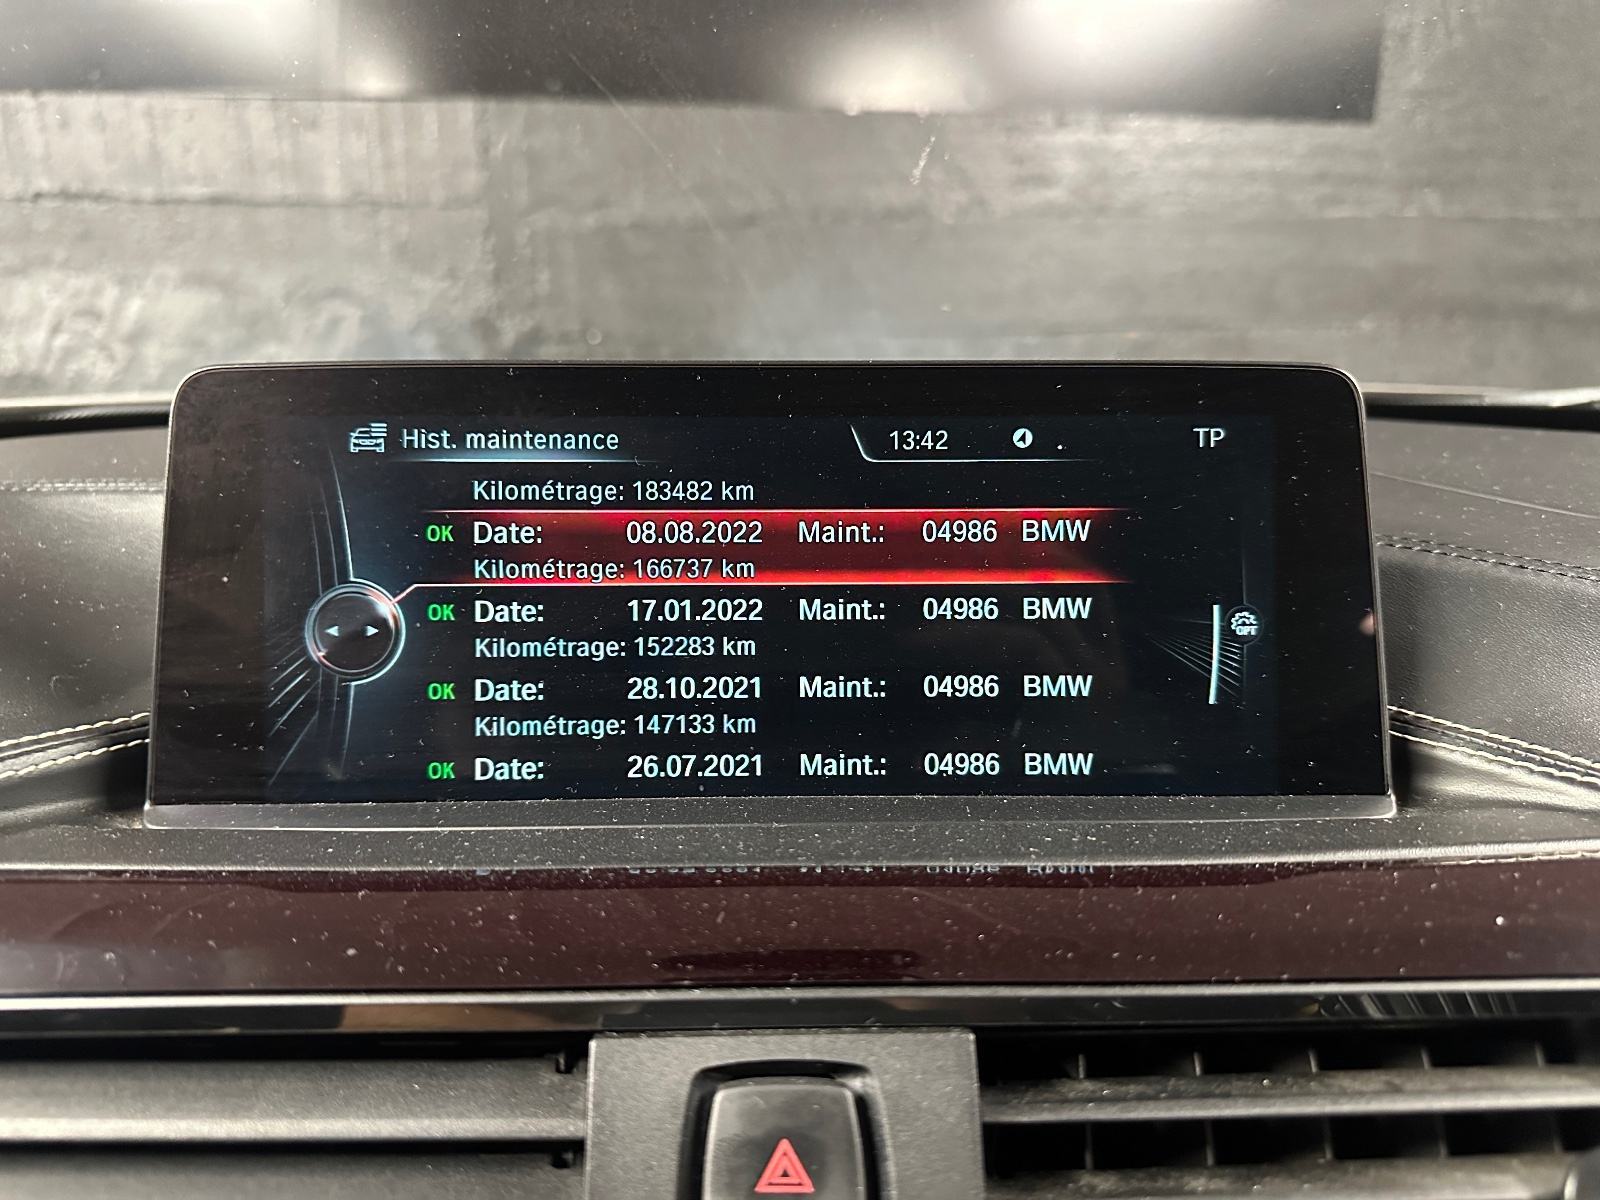 Hist. maintenance 13:42 TP
Kilométrage: 183482 km
OK Date: 08.08.2022 Maint.: 04986 BMW
Kilométrage: 166737 km
OK Date: 17.01.2022 Maint.: 04986 BMW
Kilométrage: 152283 km
OPT
OK Date: 28.10.2021 Maint.: 04986 BMW
Kilométrage: 147133 km
OK Date: 26.07.2021 Maint.: 04986 BMW